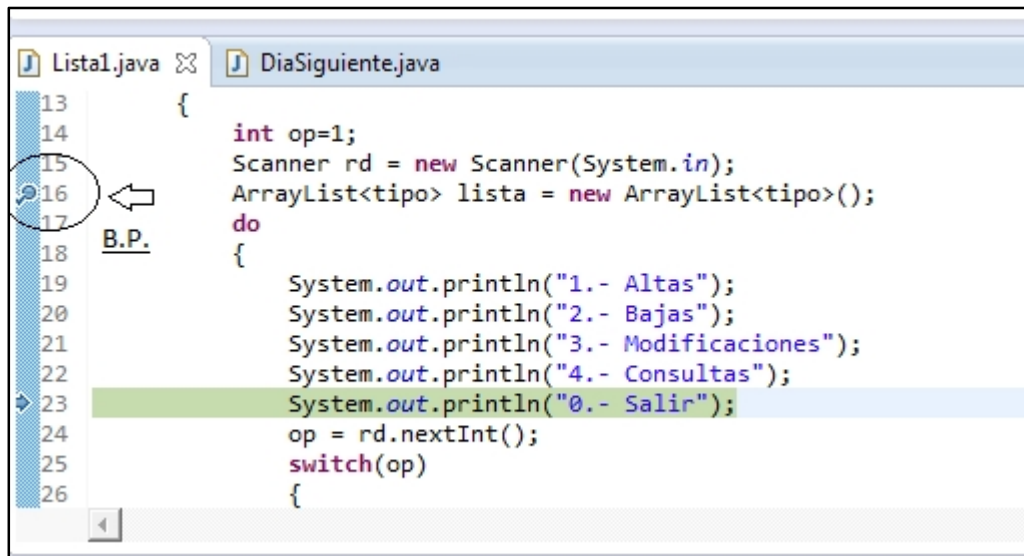 Lista1.java DiaSiguiente.java
13 {
14 int op=1;
15 Scanner rd = new Scanner(System.in);
16 ArrayList<tipo> lista = new ArrayList<tipo>();
17 do
B.P.
18 {
19 System.out.println("1.- Altas");
20 System.out.println("2.- Bajas");
21 System.out.println("3.- Modificaciones");
22 System.out.println("4.- Consultas");
23 System.out.println("0.- Salir");
24 op = rd.nextInt();
25 switch(op)
26 {